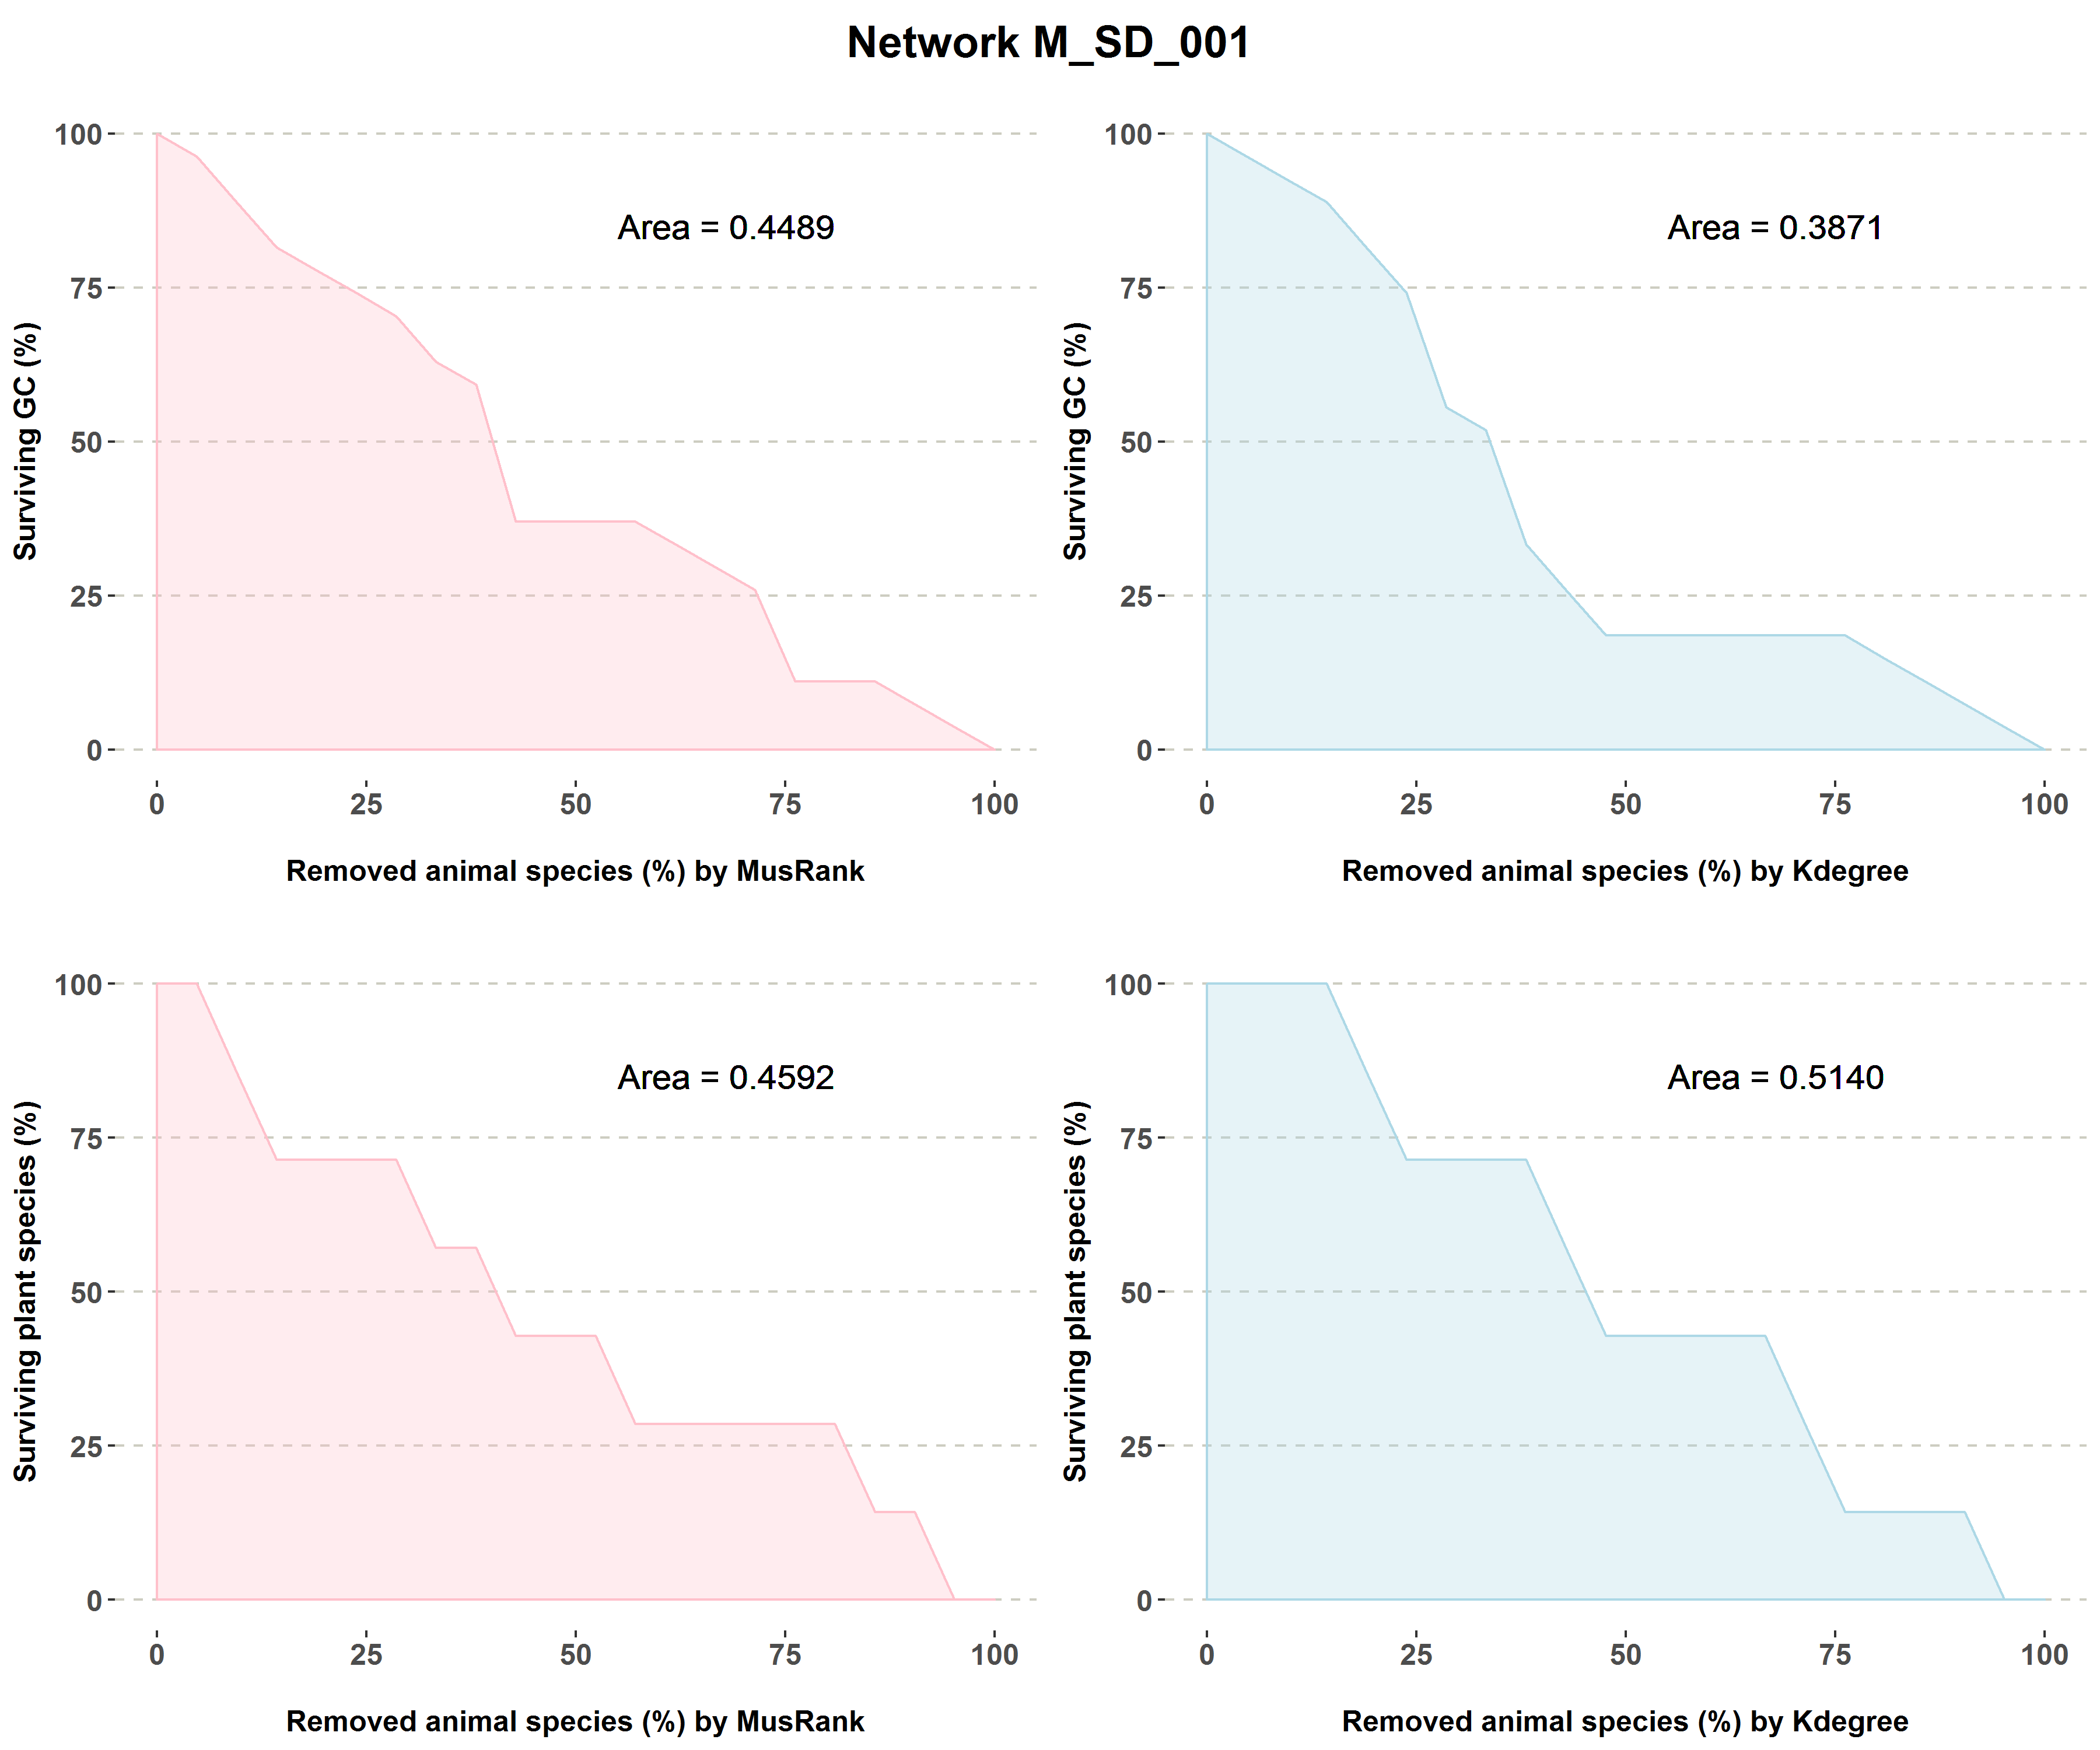 Network M_SD_001
Surviving GC (%)
100
75
50
25
0
Area = 0.4489
0 25 50 75 100
Removed animal species (%) by MusRank
Surviving GC (%)
100
75
50
25
0
Area = 0.3871
0 25 50 75 100
Removed animal species (%) by Kdegree
Surviving plant species (%)
100
75
50
25
0
Area = 0.4592
0 25 50 75 100
Removed animal species (%) by MusRank
Surviving plant species (%)
100
75
50
25
0
Area = 0.5140
0 25 50 75 100
Removed animal species (%) by Kdegree